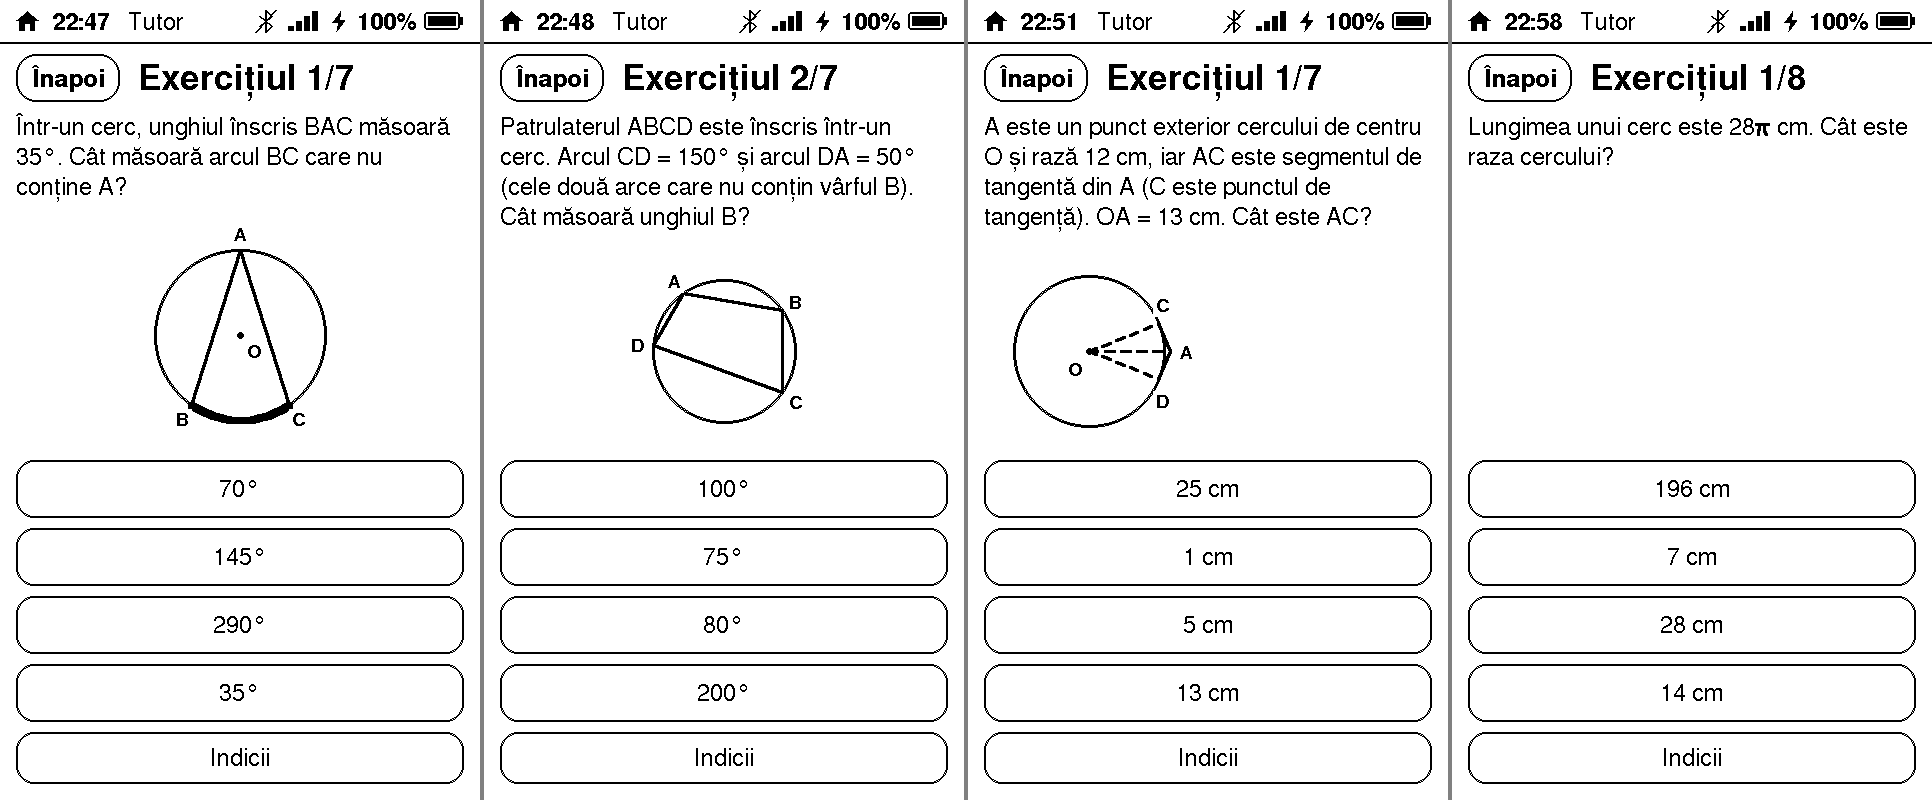 22:47 Tutor 100%
Înapoi Exercițiul 1/7
Într-un cerc, unghiul înscris BAC măsoară
35°. Cât măsoară arcul BC care nu
conține A?
A
O
B C
70°
145°
290°
35°
Indicii
22:48 Tutor 100%
Înapoi Exercițiul 2/7
Patrulaterul ABCD este înscris într-un
cerc. Arcul CD = 150° și arcul DA = 50°
(cele două arce care nu conțin vârful B).
Cât măsoară unghiul B?
A
B
D
C
100°
75°
80°
200°
Indicii
22:51 Tutor 100%
Înapoi Exercițiul 1/7
A este un punct exterior cercului de centru
O și rază 12 cm, iar AC este segmentul de
tangentă din A (C este punctul de
tangență). OA = 13 cm. Cât este AC?
C
A
O
D
25 cm
1 cm
5 cm
13 cm
Indicii
22:58 Tutor 100%
Înapoi Exercițiul 1/8
Lungimea unui cerc este 28π cm. Cât este
raza cercului?
196 cm
7 cm
28 cm
14 cm
Indicii